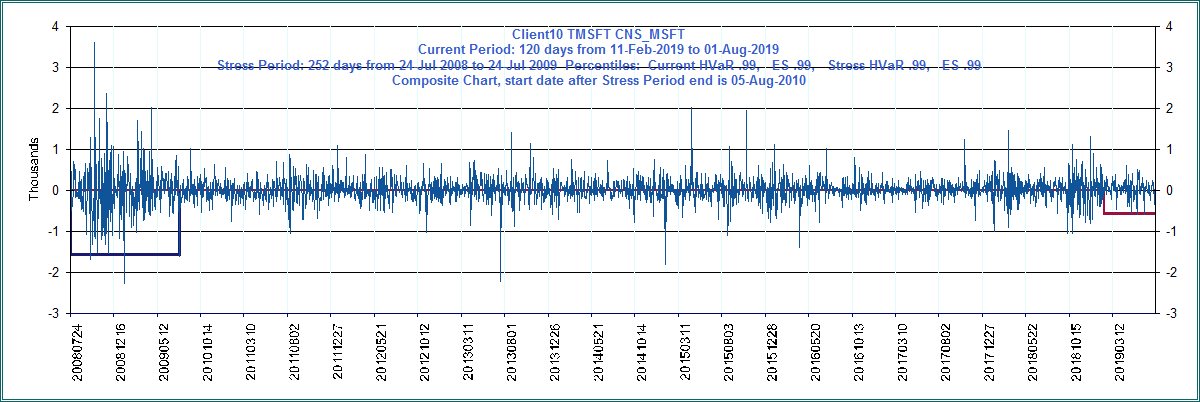 Client10 TMSFT CNS_MSFT
Current Period: 120 days from 11-Feb-2019 to 01-Aug-2019
Stress Period: 252 days from 24 Jul 2008 to 24 Jul 2009 Percentiles: Current HVaR .99, ES .99, Stress HVaR .99, ES .99
Composite Chart, start date after Stress Period end is 05-Aug-2010
Thousands
4 4
3 3
2 2
1 1
0 0
-1 -1
-2 -2
-3 -3
20080724 20081216 20090512 20101014 20110310 20110802 20111227 20120521 20121012 20130311 20130801 20131226 20140521 20141014 20150311 20150803 20151228 20160520 20161013 20170310 20170802 20171227 20180522 20181015 20190312